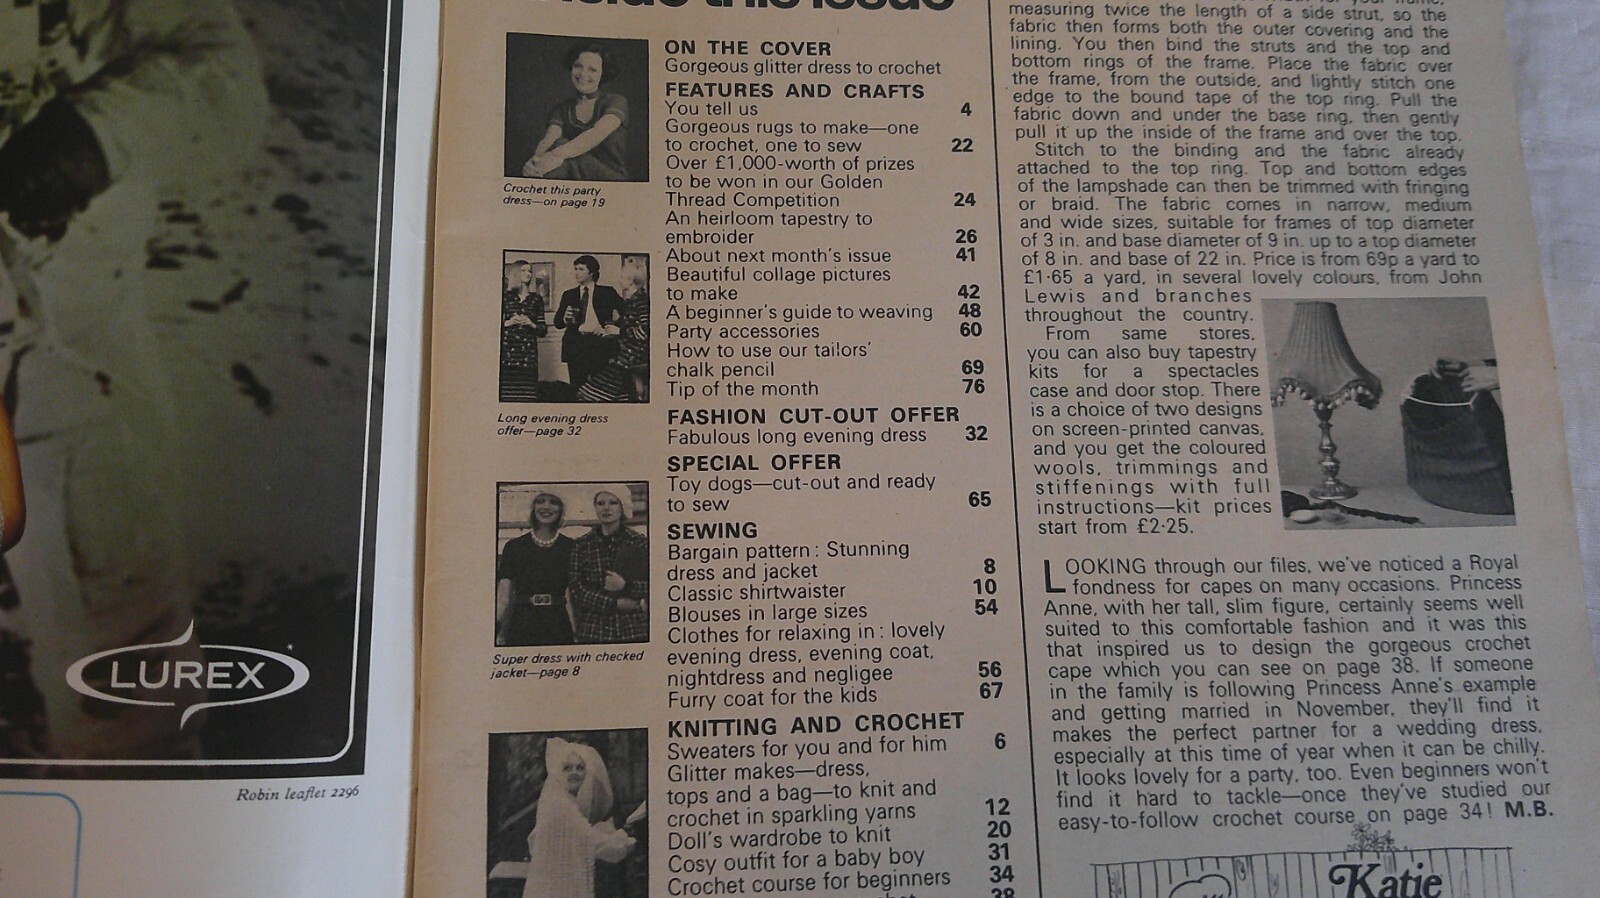 LUREX
Robin leaflet 2296
this issue
Crochet this party
dress—on page 19
Long evening dress
offer—page 32
Super dress with checked
jacket—page 8
ON THE COVER
Gorgeous glitter dress to crochet
FEATURES AND CRAFTS
You tell us 4
Gorgeous rugs to make—one
to crochet, one to sew 22
Over £1,000-worth of prizes
to be won in our Golden
Thread Competition 24
An heirloom tapestry to
embroider 26
About next month's issue 41
Beautiful collage pictures
to make 42
A beginner's guide to weaving 48
Party accessories 60
How to use our tailors'
chalk pencil 69
Tip of the month 76
FASHION CUT-OUT OFFER
Fabulous long evening dress 32
SPECIAL OFFER
Toy dogs—cut-out and ready
to sew 65
SEWING
Bargain pattern: Stunning
dress and jacket 8
Classic shirtwaister 10
Blouses in large sizes 54
Clothes for relaxing in: lovely
evening dress, evening coat,
nightdress and negligee 56
Furry coat for the kids 67
KNITTING AND CROCHET
Sweaters for you and for him 6
Glitter makes—dress,
tops and a bag—to knit and
crochet in sparkling yarns 12
Doll's wardrobe to knit 20
Cosy outfit for a baby boy 31
Crochet course for beginners 34
38
measuring twice the length of a side strut, so the
fabric then forms both the outer covering and the
lining. You then bind the struts and the top and
bottom rings of the frame. Place the fabric over
the frame, from the outside, and lightly stitch one
edge to the bound tape of the top ring. Pull the
fabric down and under the base ring, then gently
pull it up the inside of the frame and over the top.
Stitch to the binding and the fabric already
attached to the top ring. Top and bottom edges
of the lampshade can then be trimmed with fringing
or braid. The fabric comes in narrow, medium
and wide sizes, suitable for frames of top diameter
of 3 in. and base diameter of 9 in. up to a top diameter
of 8 in. and base of 22 in. Price is from 69p a yard to
£1·65 a yard, in several lovely colours, from John
Lewis and branches
throughout the country.
From same stores,
you can also buy tapestry
kits for a spectacles
case and door stop. There
is a choice of two designs
on screen-printed canvas,
and you get the coloured
wools, trimmings and
stiffenings with full
instructions—kit prices
start from £2·25.
LOOKING through our files, we've noticed a Royal
fondness for capes on many occasions. Princess
Anne, with her tall, slim figure, certainly seems well
suited to this comfortable fashion and it was this
that inspired us to design the gorgeous crochet
cape which you can see on page 38. If someone
in the family is following Princess Anne's example
and getting married in November, they'll find it
makes the perfect partner for a wedding dress,
especially at this time of year when it can be chilly.
It looks lovely for a party, too. Even beginners won't
find it hard to tackle—once they've studied our
easy-to-follow crochet course on page 34! M.B.
Katie